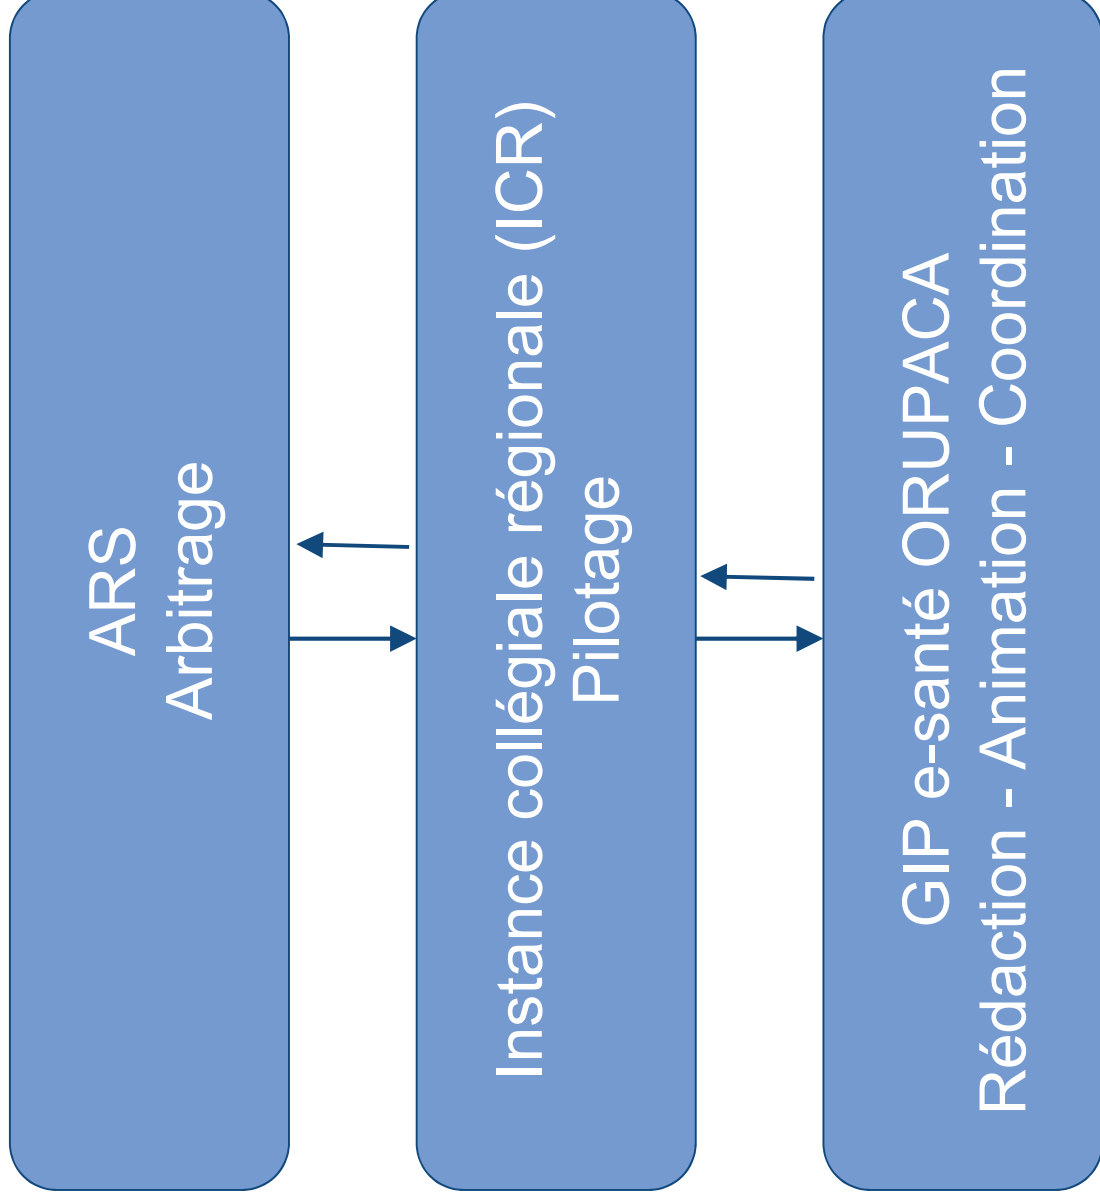 ARS
Arbitrage
Instance collégiale régionale (ICR)
Pilotage
GIP e-santé ORUPACA
Rédaction - Animation - Coordination